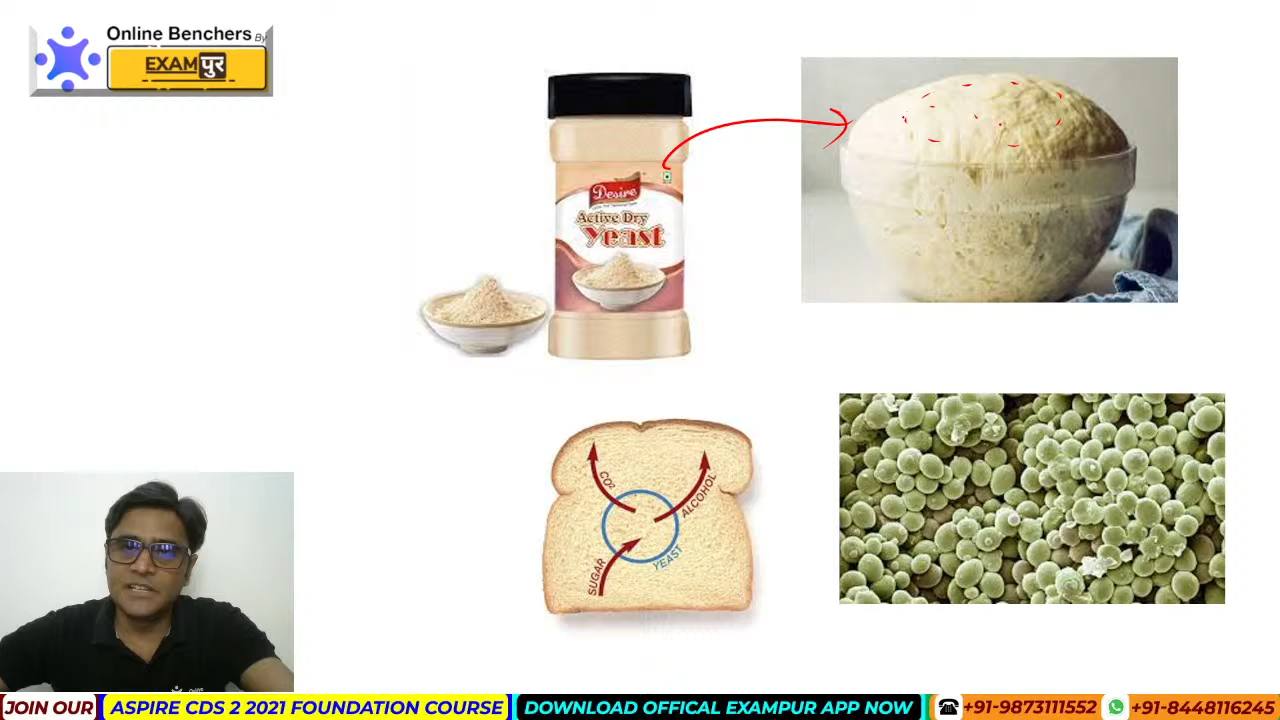 Online Benchers By
EXAMपुर
Desire
Active Dry
Yeast
CO2
ALCOHOL
SUGAR
YEAST
Online
JOIN OUR
ASPIRE CDS 2 2021 FOUNDATION COURSE
DOWNLOAD OFFICAL EXAMPUR APP NOW
+91-9873111552
+91-8448116245